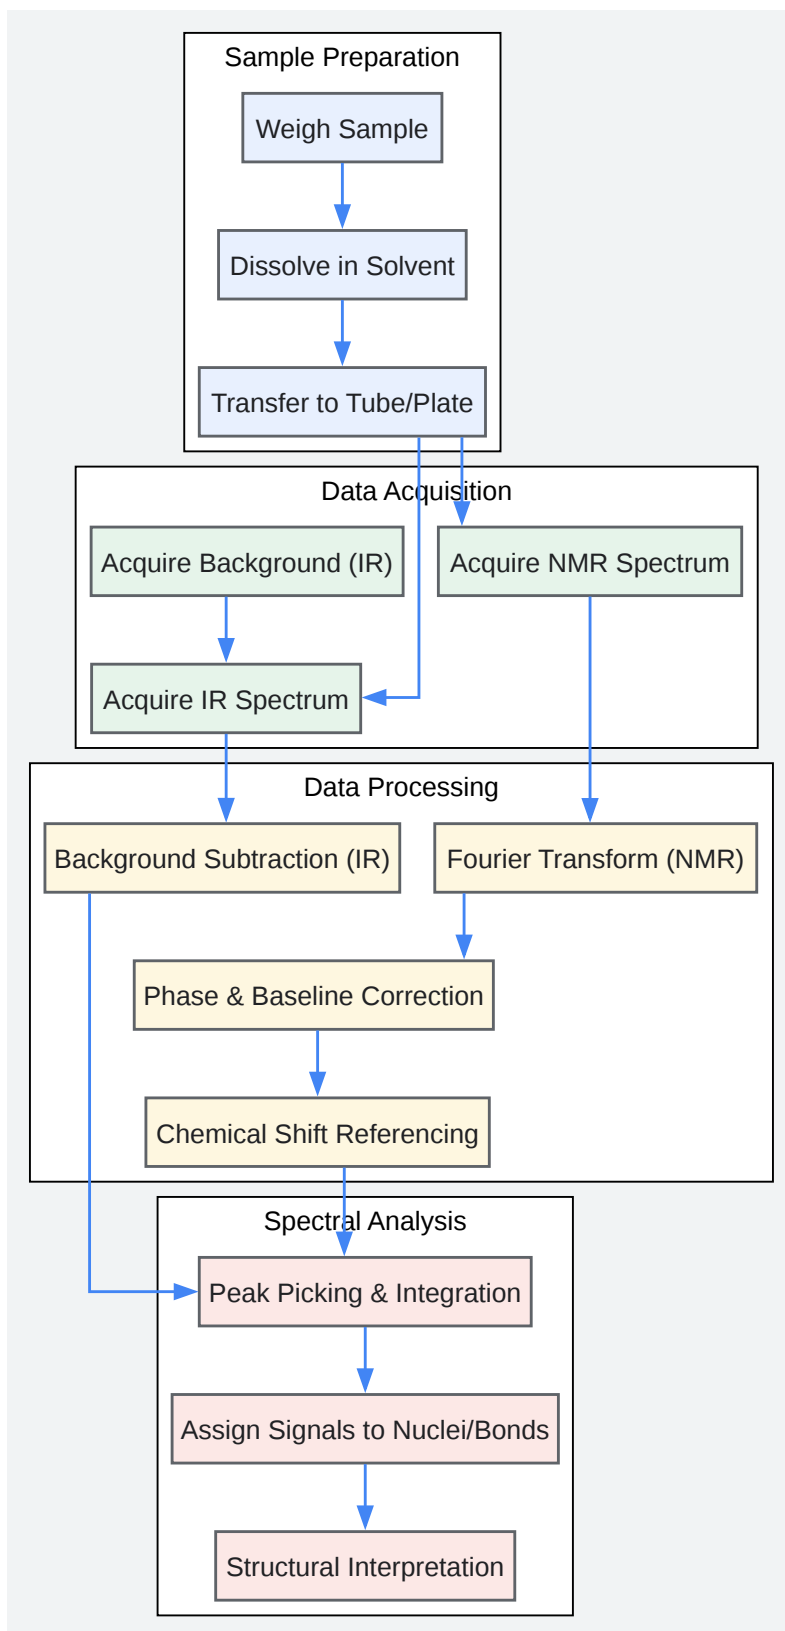 Sample Preparation
Weigh Sample
Dissolve in Solvent
Transfer to Tube/Plate
Data Acquisition
Acquire Background (IR)
Acquire NMR Spectrum
Acquire IR Spectrum
Data Processing
Background Subtraction (IR)
Fourier Transform (NMR)
Phase & Baseline Correction
Chemical Shift Referencing
Spectral Analysis
Peak Picking & Integration
Assign Signals to Nuclei/Bonds
Structural Interpretation